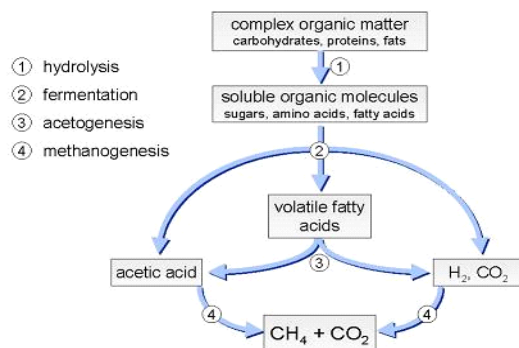 complex organic matter
carbohydrates, proteins, fats
1 hydrolysis
1
2 fermentation
soluble organic molecules
sugars, amino acids, fatty acids
3 acetogenesis
4 methanogenesis
2
volatile fatty
acids
3
acetic acid
H₂, CO₂
4
4
CH₄ + CO₂